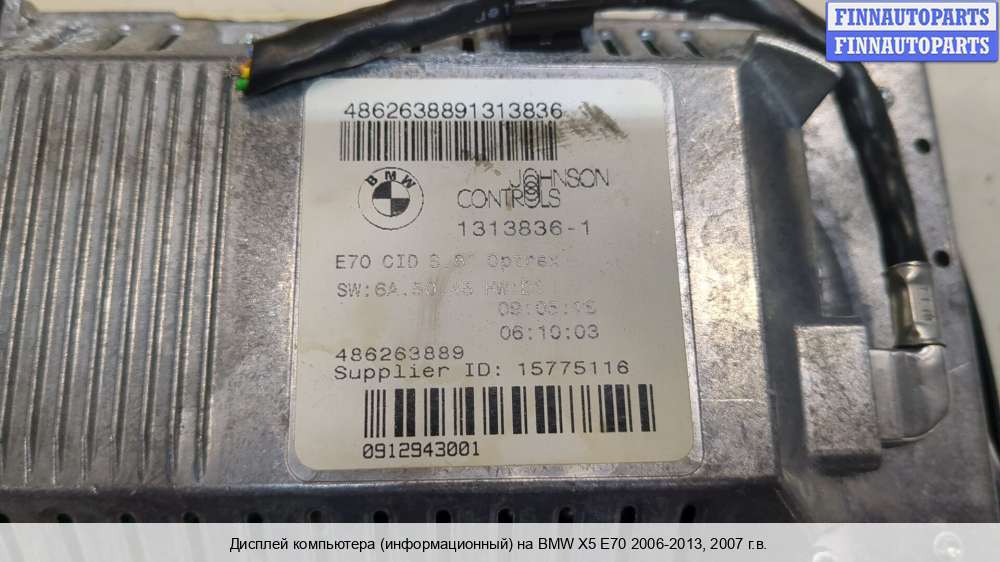 FINNAUTOPARTS
FINNAUTOPARTS
4862638891313836
BMW
JOHNSON
CONTROLS
1313836-1
E70 CID Optrex
06:10:03
486263889
Supplier ID: 15775116
0912943001
Дисплей компьютера (информационный) на BMW X5 E70 2006-2013, 2007 г.в.